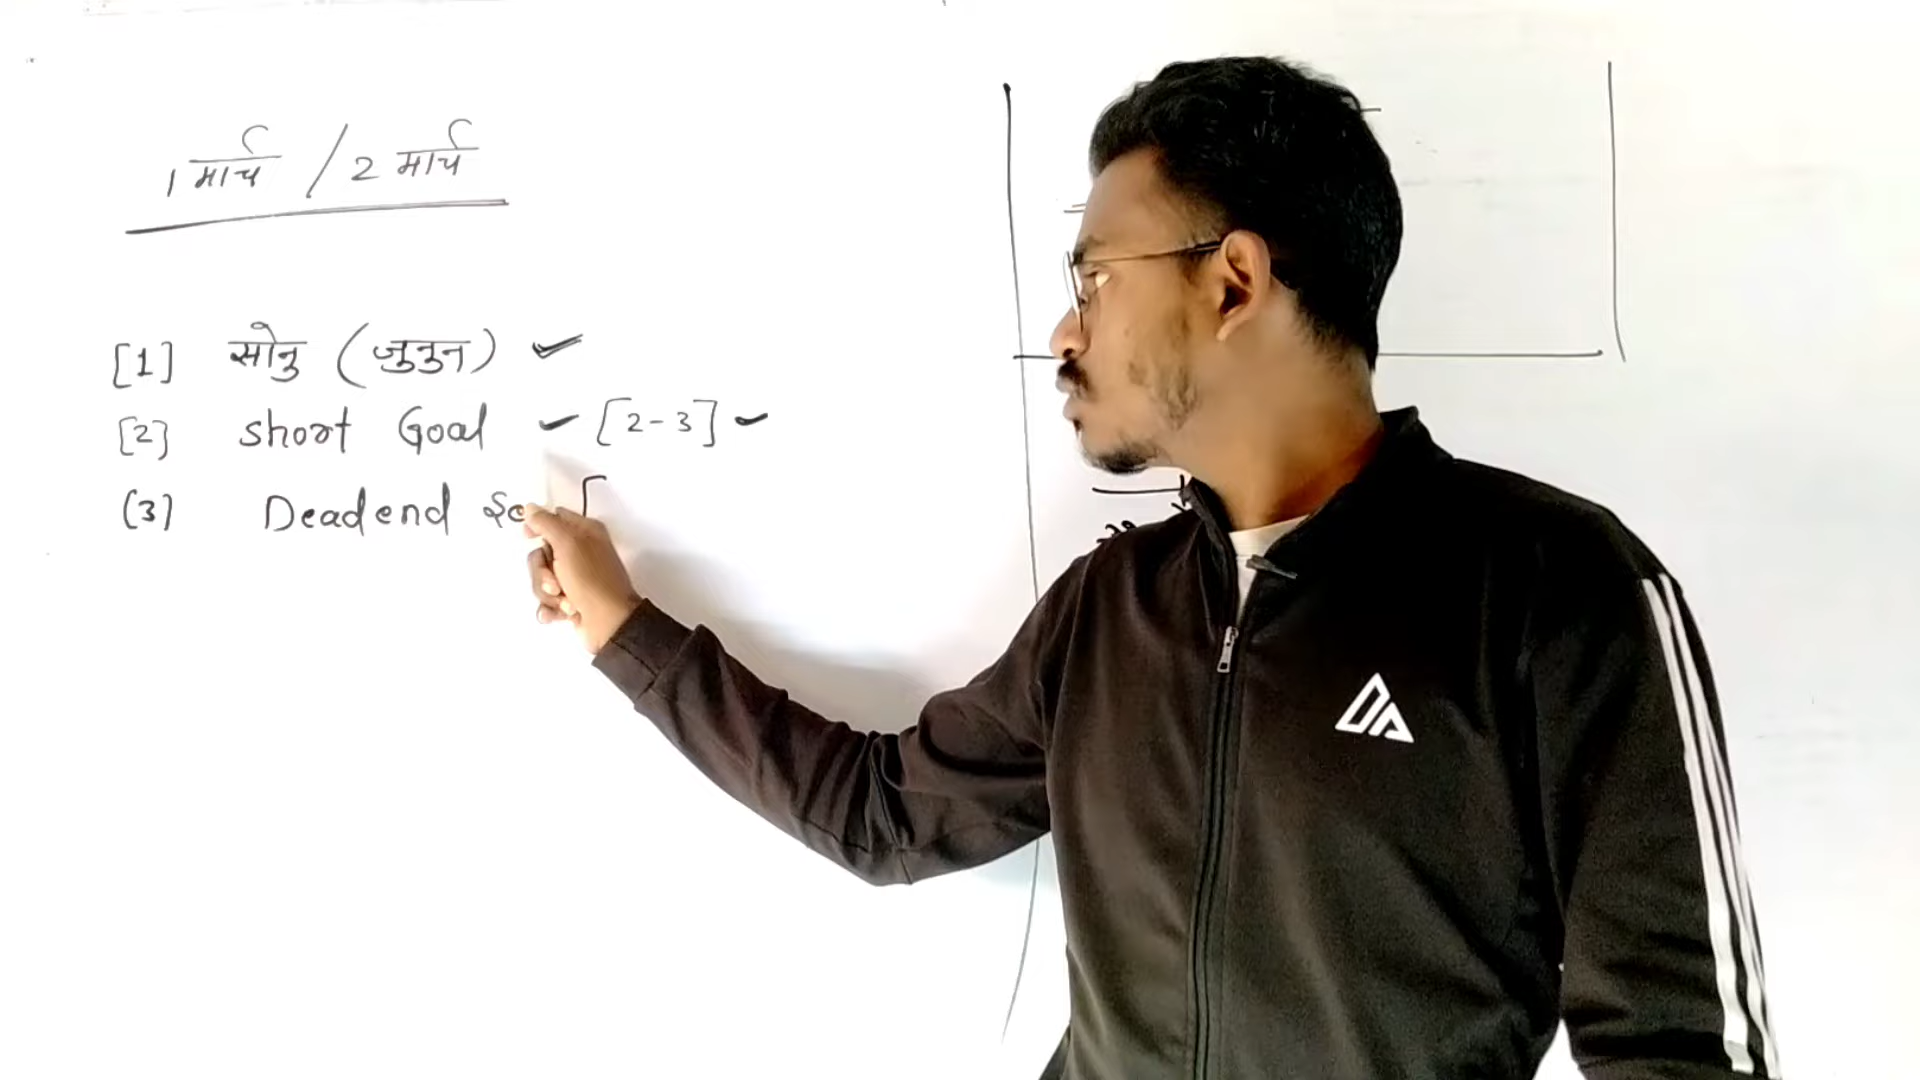 1 मार्च / 2 मार्च
[1] सोनु (जुनुन) ✔
[2] Short Goal ✔ [2-3] ✔
(3) Deadend